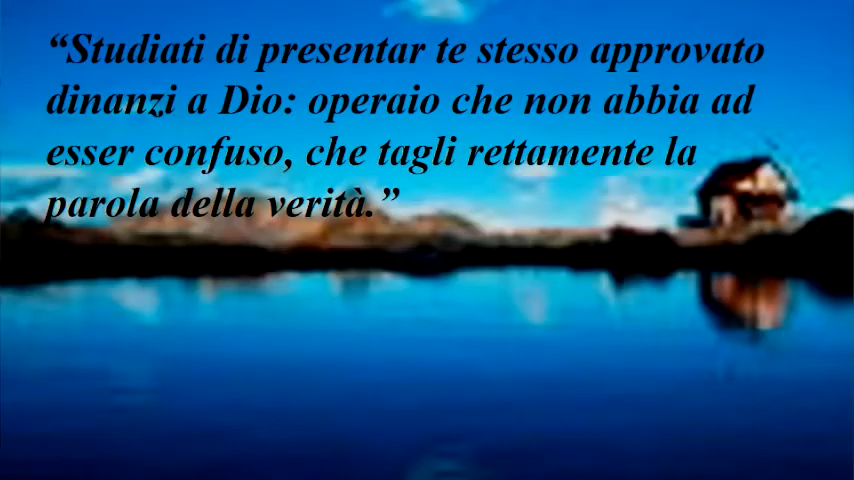 “Studiati di presentar te stesso approvato
dinanzi a Dio: operaio che non abbia ad
esser confuso, che tagli rettamente la
parola della verità.”